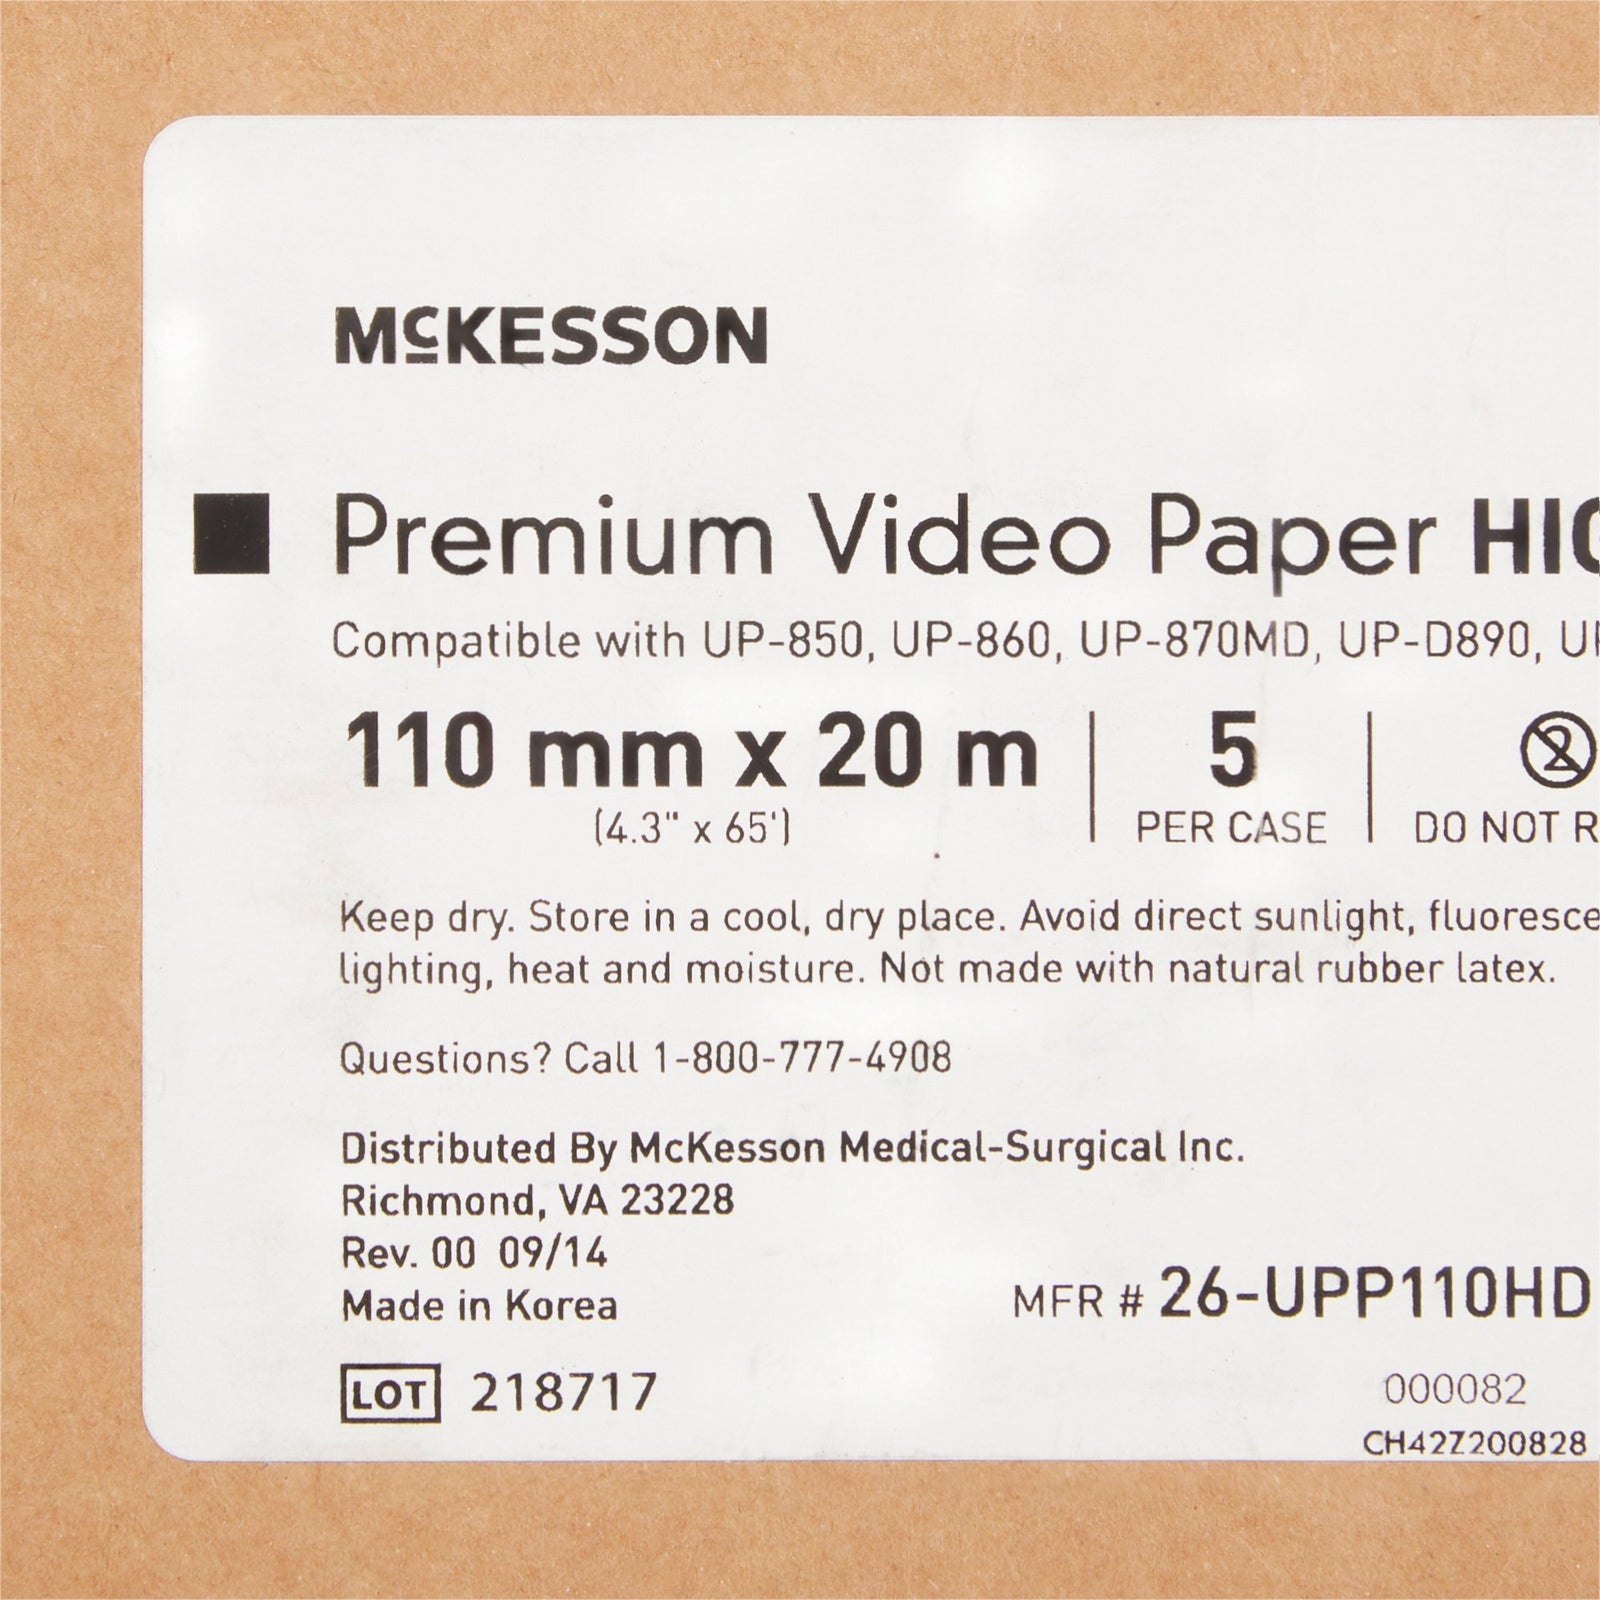 McKESSON
Premium Video Paper
Compatible with UP-850, UP-860, UP-870MD, UP-D890,
110 mm x 20 m
(4.3" x 65')
5
PER CASE
2
DO NOT
Keep dry. Store in a cool, dry place. Avoid direct sunlight,
lighting, heat and moisture. Not made with natural rubber latex.
Questions? Call 1-800-777-4908
Distributed By McKesson Medical-Surgical Inc.
Richmond, VA 23228
Rev. 00 09/14
Made in Korea
MFR # 26-UPP110HD
LOT 218717
000082
CH42Z200828